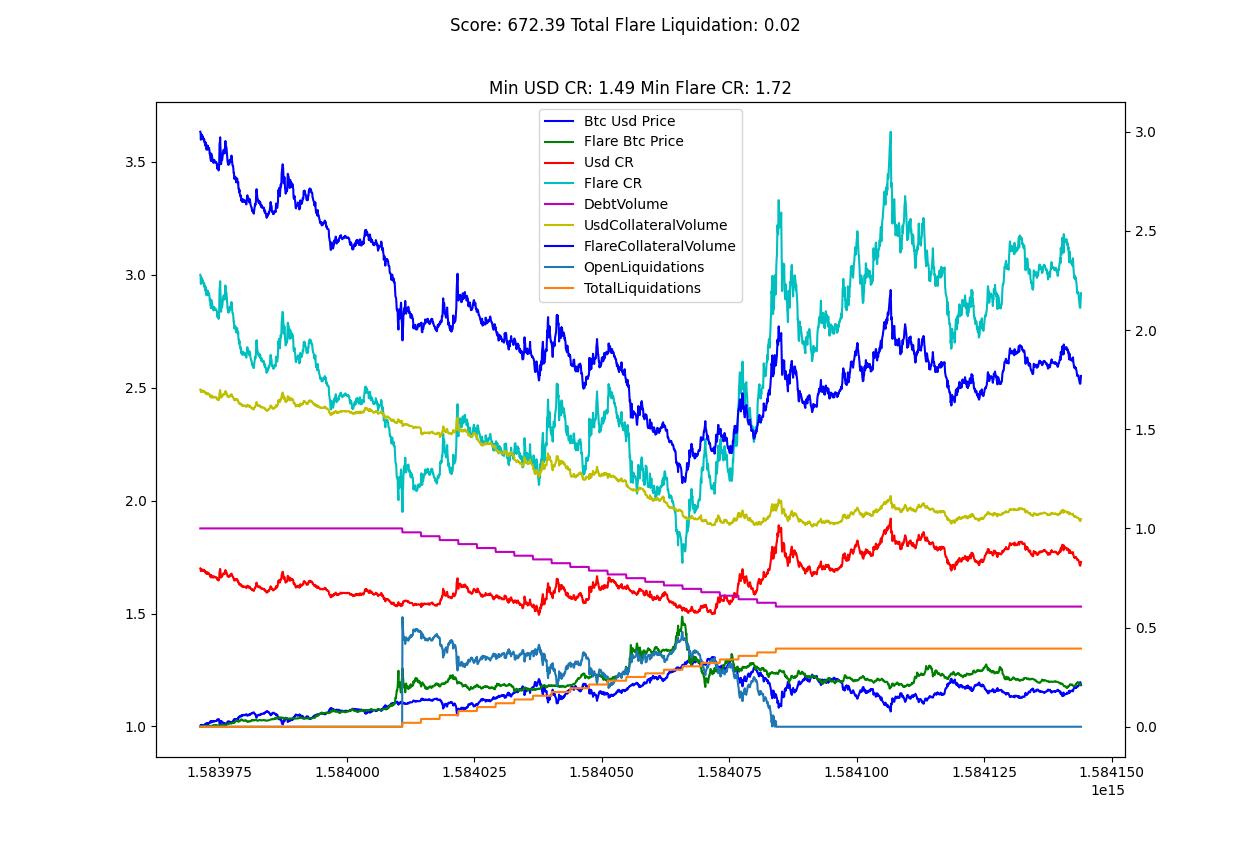 Score: 672.39 Total Flare Liquidation: 0.02
Min USD CR: 1.49 Min Flare CR: 1.72
Btc Usd Price
Flare Btc Price
Usd CR
Flare CR
DebtVolume
UsdCollateralVolume
FlareCollateralVolume
OpenLiquidations
TotalLiquidations
3.5
3.0
2.5
2.0
1.5
1.0
3.0
2.5
2.0
1.5
1.0
0.5
0.0
1.583975 1.584000 1.584025 1.584050 1.584075 1.584100 1.584125 1.584150
1e15